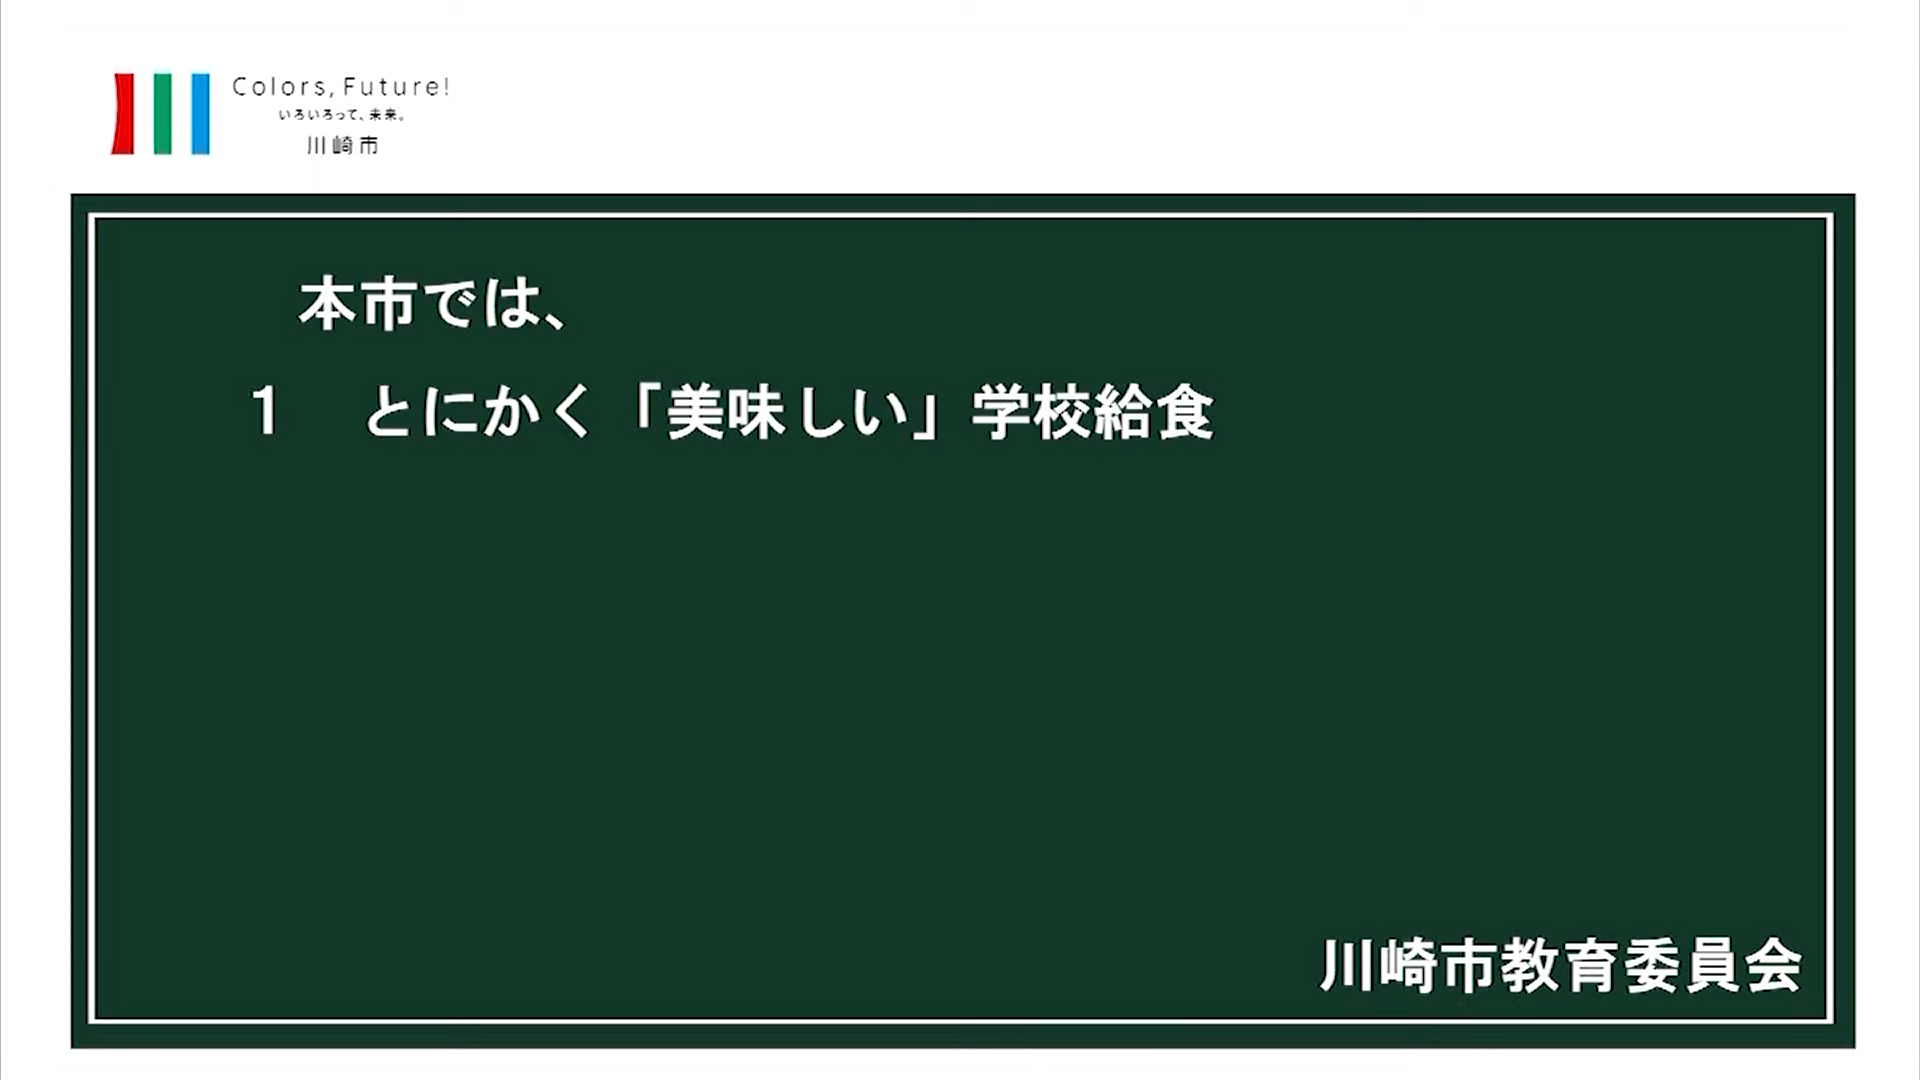 Colors,Future!
いろいろって、未来。
川崎市
本市では、
１　とにかく「美味しい」学校給食
川崎市教育委員会